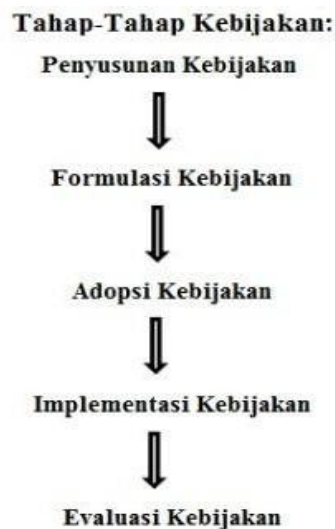 Tahap-Tahap Kebijakan:
Penyusunan Kebijakan
Formulasi Kebijakan
Adopsi Kebijakan
Implementasi Kebijakan
Evaluasi Kebijakan